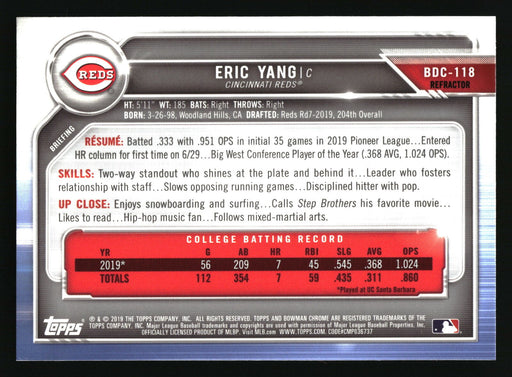 REDS
ERIC YANG | C
CINCINNATI REDS®
BDC-118
REFRACTOR
HT: 5'11" WT: 185 BATS: Right THROWS: Right
BORN: 3-26-98, Woodland Hills, CA DRAFTED: Reds Rd7-2019, 204th Overall
BRIEFING
RÉSUMÉ: Batted .333 with .951 OPS in initial 35 games in 2019 Pioneer League...Entered
HR column for first time on 6/29...Big West Conference Player of the Year (.368 AVG, 1.024 OPS).
SKILLS: Two-way standout who shines at the plate and behind it...Leader who fosters
relationships with staff...Slows opposing running games...Disciplined hitter with pop.
UP CLOSE: Enjoys snowboarding and surfing...Calls Step Brothers his favorite movie...
Likes to read...Hip-hop music fan...Follows mixed-martial arts.
COLLEGE BATTING RECORD
YR G AB HR RBI SLG AVG OPS
2019* 56 209 7 45 .545 .368 1.024
TOTALS 112 354 7 59 .435 .311 .860
*Played at UC Santa Barbara
Topps
® & © 2019 THE TOPPS COMPANY, INC. ALL RIGHTS RESERVED. TOPPS AND BOWMAN CHROME ARE REGISTERED TRADEMARKS OF
THE TOPPS COMPANY, INC. Major League Baseball trademarks and copyrights are used with permission of Major League Baseball Properties, Inc.
OFFICIALLY LICENSED PRODUCT OF MLBP. Visit MLB.com WWW.TOPPS.COM CODE#CMP636737